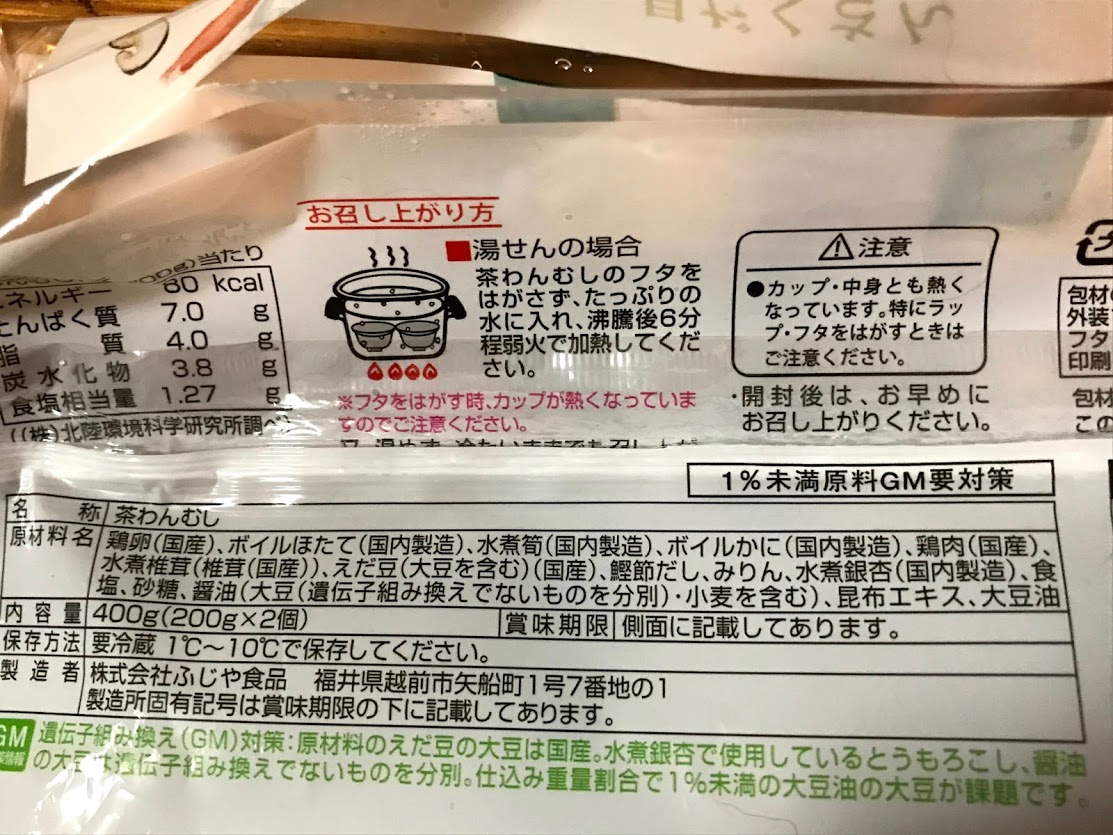 具だくさん
お召し上がり方
00g)当たり
ネルギー 60 kcal
たんぱく質 7.0 g
脂質 4.0 g
炭水化物 3.8 g
食塩相当量 1.27 g
((株)北陸環境科学研究所調べ
■湯せんの場合
茶わんむしのフタを
はがさず、たっぷりの
水に入れ、沸騰後6分
程弱火で加熱してくだ
さい。
※フタをはがす時、カップが熱くなっていま
すのでご注意ください。
⚠注意
●カップ・中身とも熱く
なっています。特にラッ
プ・フタをはがすときは
ご注意ください。
・開封後は、お早めに
お召し上がりください。
包材
外装
フタ
印刷
包材
この
1%未満原料GM要対策
名称 茶わんむし
原材料名 鶏卵(国産)、ボイルほたて(国内製造)、水煮筍(国内製造)、ボイルかに(国内製造)、鶏肉(国産)、
水煮椎茸(椎茸(国産))、えだ豆(大豆を含む)(国産)、鰹節だし、みりん、水煮銀杏(国内製造)、食
塩、砂糖、醤油(大豆(遺伝子組み換えでないものを分別)・小麦を含む)、昆布エキス、大豆油
内容量 400g(200g×2個) 賞味期限 側面に記載してあります。
保存方法 要冷蔵 1℃〜10℃で保存してください。
製造者 株式会社ふじや食品 福井県越前市矢船町1号7番地の1
製造所固有記号は賞味期限の下に記載してあります。
GM 遺伝子組み換え(GM)対策:原材料のえだ豆の大豆は国産。水煮銀杏で使用しているとうもろこし、醤油
の大豆は遺伝子組み換えでないものを分別。仕込み重量割合で1%未満の大豆油の大豆が課題です。